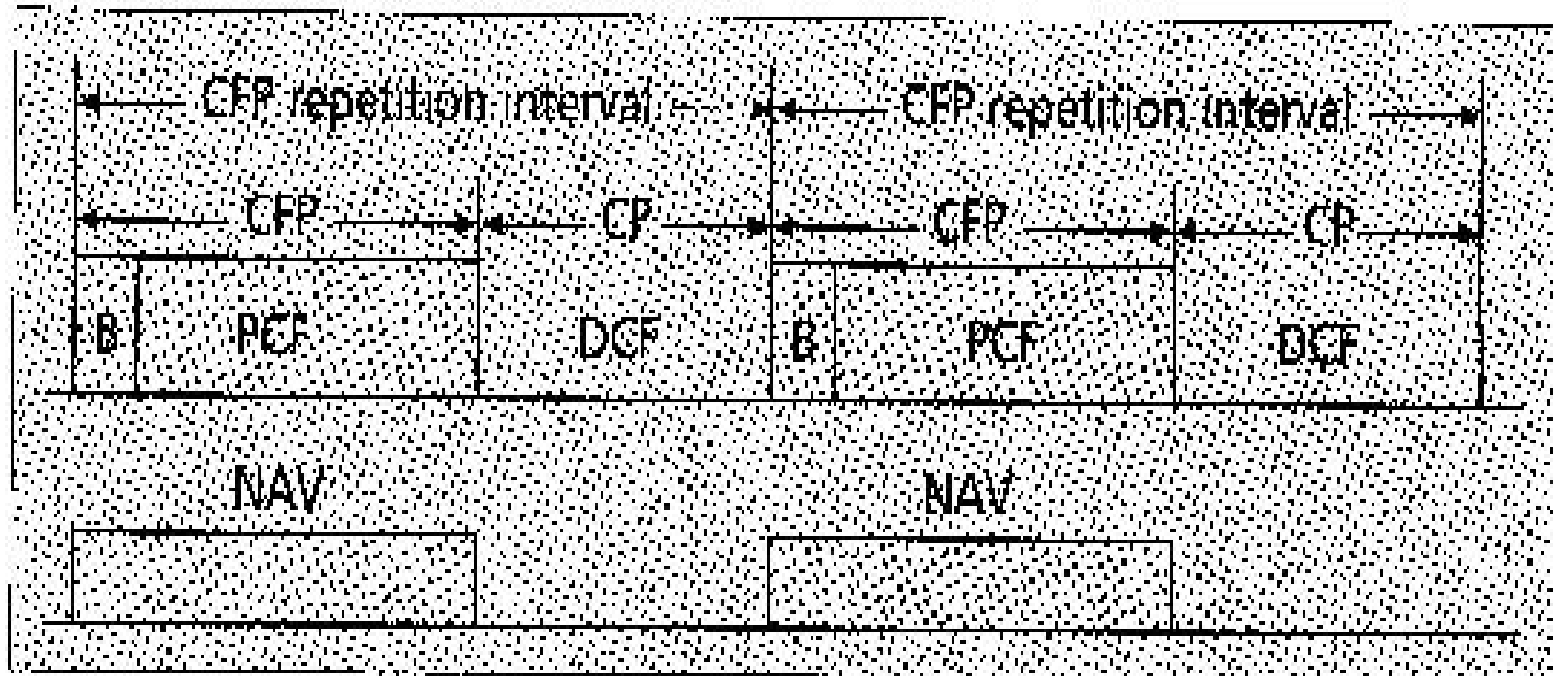 CFP repetition interval CFP repetition interval
CFP CP CFP CP
B PCF DCF B PCF DCF
NAV NAV